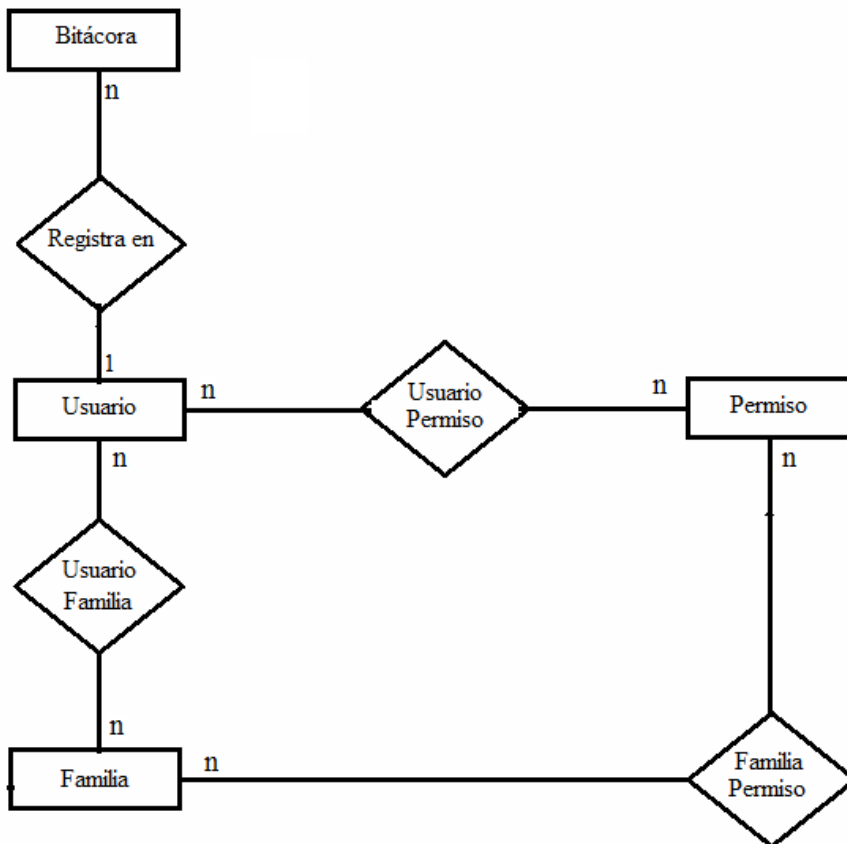 Bitácora
n
Registra en
1
Usuario
n
Usuario
Permiso
n
Permiso
n
n
Usuario
Familia
n
Familia
n
Familia
Permiso